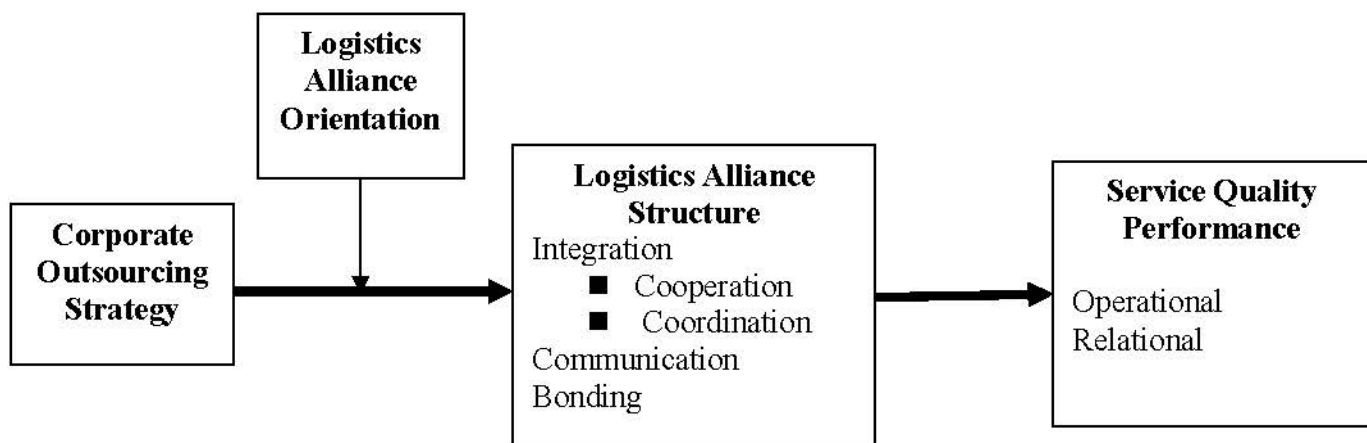 Logistics
Alliance
Orientation
Corporate
Outsourcing
Strategy
Logistics Alliance
Structure
Integration
■ Cooperation
■ Coordination
Communication
Bonding
Service Quality
Performance
Operational
Relational